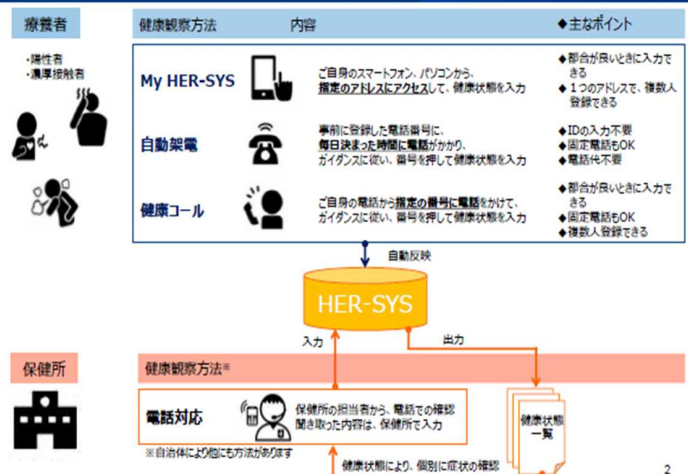 療養者
健康観察方法 内容 ◆主なポイント
・陽性者
・濃厚接触者
My HER-SYS
ご自身のスマートフォン、パソコンから、
指定のアドレスにアクセスして、健康状態を入力
◆都合が良いときに入力で
きる
◆1つのアドレスで、複数人
登録できる
自動架電
事前に登録した電話番号に、
毎日決まった時間に電話がかかり、
ガイダンスに従い、番号を押して健康状態を入力
◆IDの入力不要
◆固定電話もOK
◆電話代不要
健康コール
ご自身の電話から指定の番号に電話をかけて、
ガイダンスに従い、番号を押して健康状態を入力
◆都合が良いときに入力で
きる
◆固定電話もOK
◆複数人登録できる
自動反映
HER-SYS
入力 出力
保健所
健康観察方法※
電話対応
保健所の担当者から、電話での確認
聞き取った内容は、保健所で入力
健康状態
一覧
※自治体により他にも方法があります
健康状態により、個別に症状の確認
2